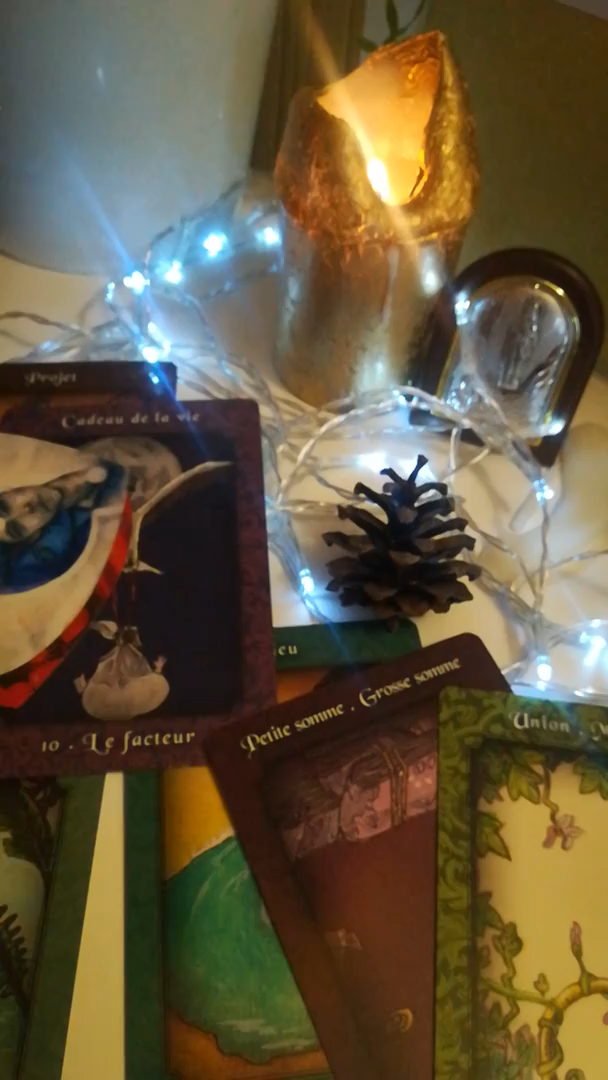 Projet
Cadeau de la vie
10 . Le facteur
Petite somme . Grosse somme
Union .